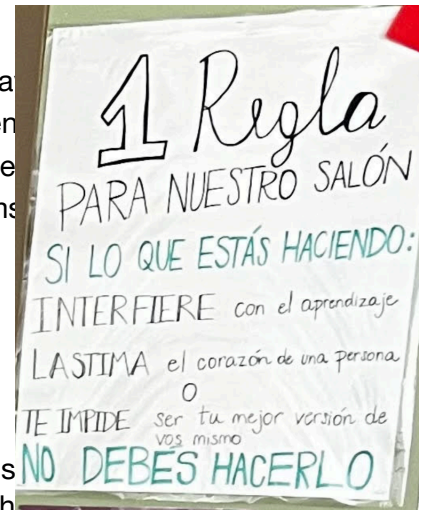 1 Regla
PARA NUESTRO SALÓN
SI LO QUE ESTÁS HACIENDO:
INTERFIERE con el aprendizaje
LASTIMA el corazón de una persona
O
TE IMPIDE ser tu mejor versión de
vos mismo
NO DEBÉS HACERLO